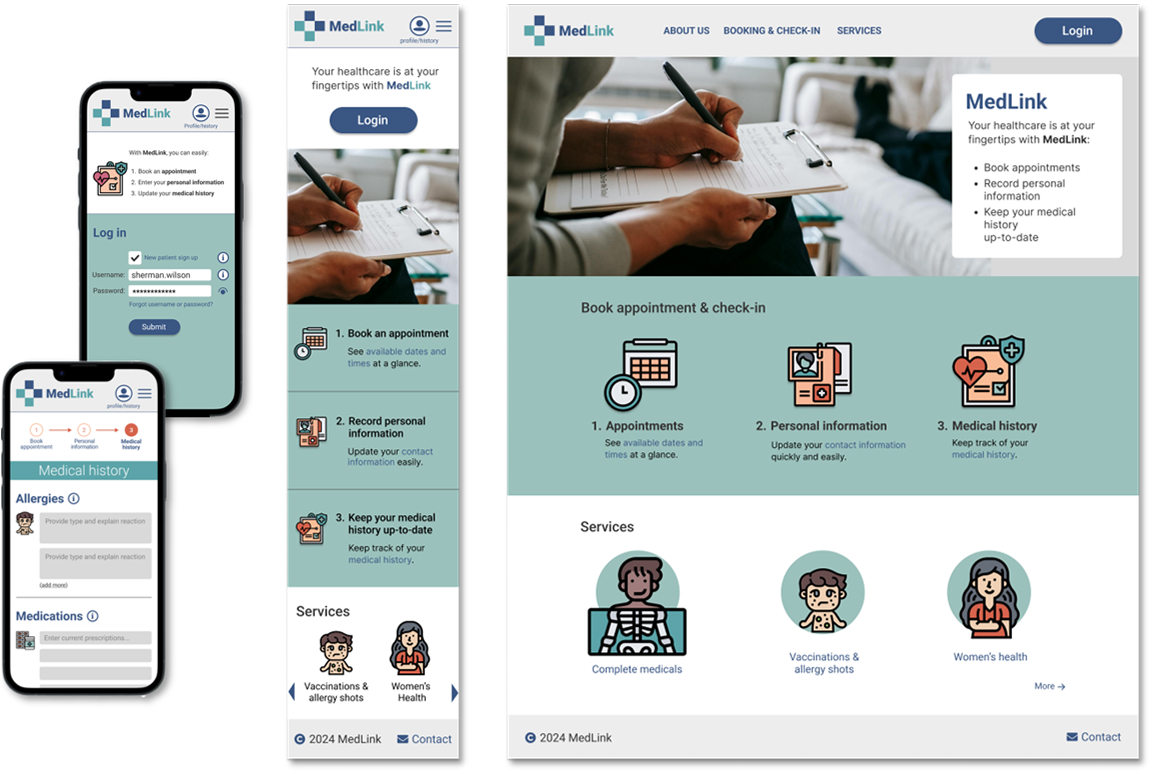 MedLink
Profile/history
With MedLink, you can easily:
1. Book an appointment
2. Enter your personal information
3. Update your medical history
Log in
New patient sign up
Username: sherman.wilson
Password: ************
Forgot username or password?
Submit
MedLink
profile/history
1 2 3
Book appointment
Personal information
Medical history
Medical history
Allergies
Provide type and explain reaction
Provide type and explain reaction
(add more)
Medications
Enter current prescriptions...
MedLink
profile/history
Your healthcare is at your
fingertips with MedLink
Login
1. Book an appointment
See available dates and
times at a glance.
2. Record personal
information
Update your contact
information easily.
3. Keep your medical
history up-to-date
Keep track of your
medical history.
Services
Vaccinations &
allergy shots
Women's
Health
© 2024 MedLink
Contact
MedLink
ABOUT US
BOOKING & CHECK-IN
SERVICES
Login
MedLink
Your healthcare is at your
fingertips with MedLink:
• Book appointments
• Record personal
information
• Keep your medical
history
up-to-date
Book appointment & check-in
1. Appointments
See available dates and
times at a glance.
2. Personal information
Update your contact information
quickly and easily.
3. Medical history
Keep track of your
medical history.
Services
Complete medicals
Vaccinations &
allergy shots
Women's health
More →
© 2024 MedLink
Contact